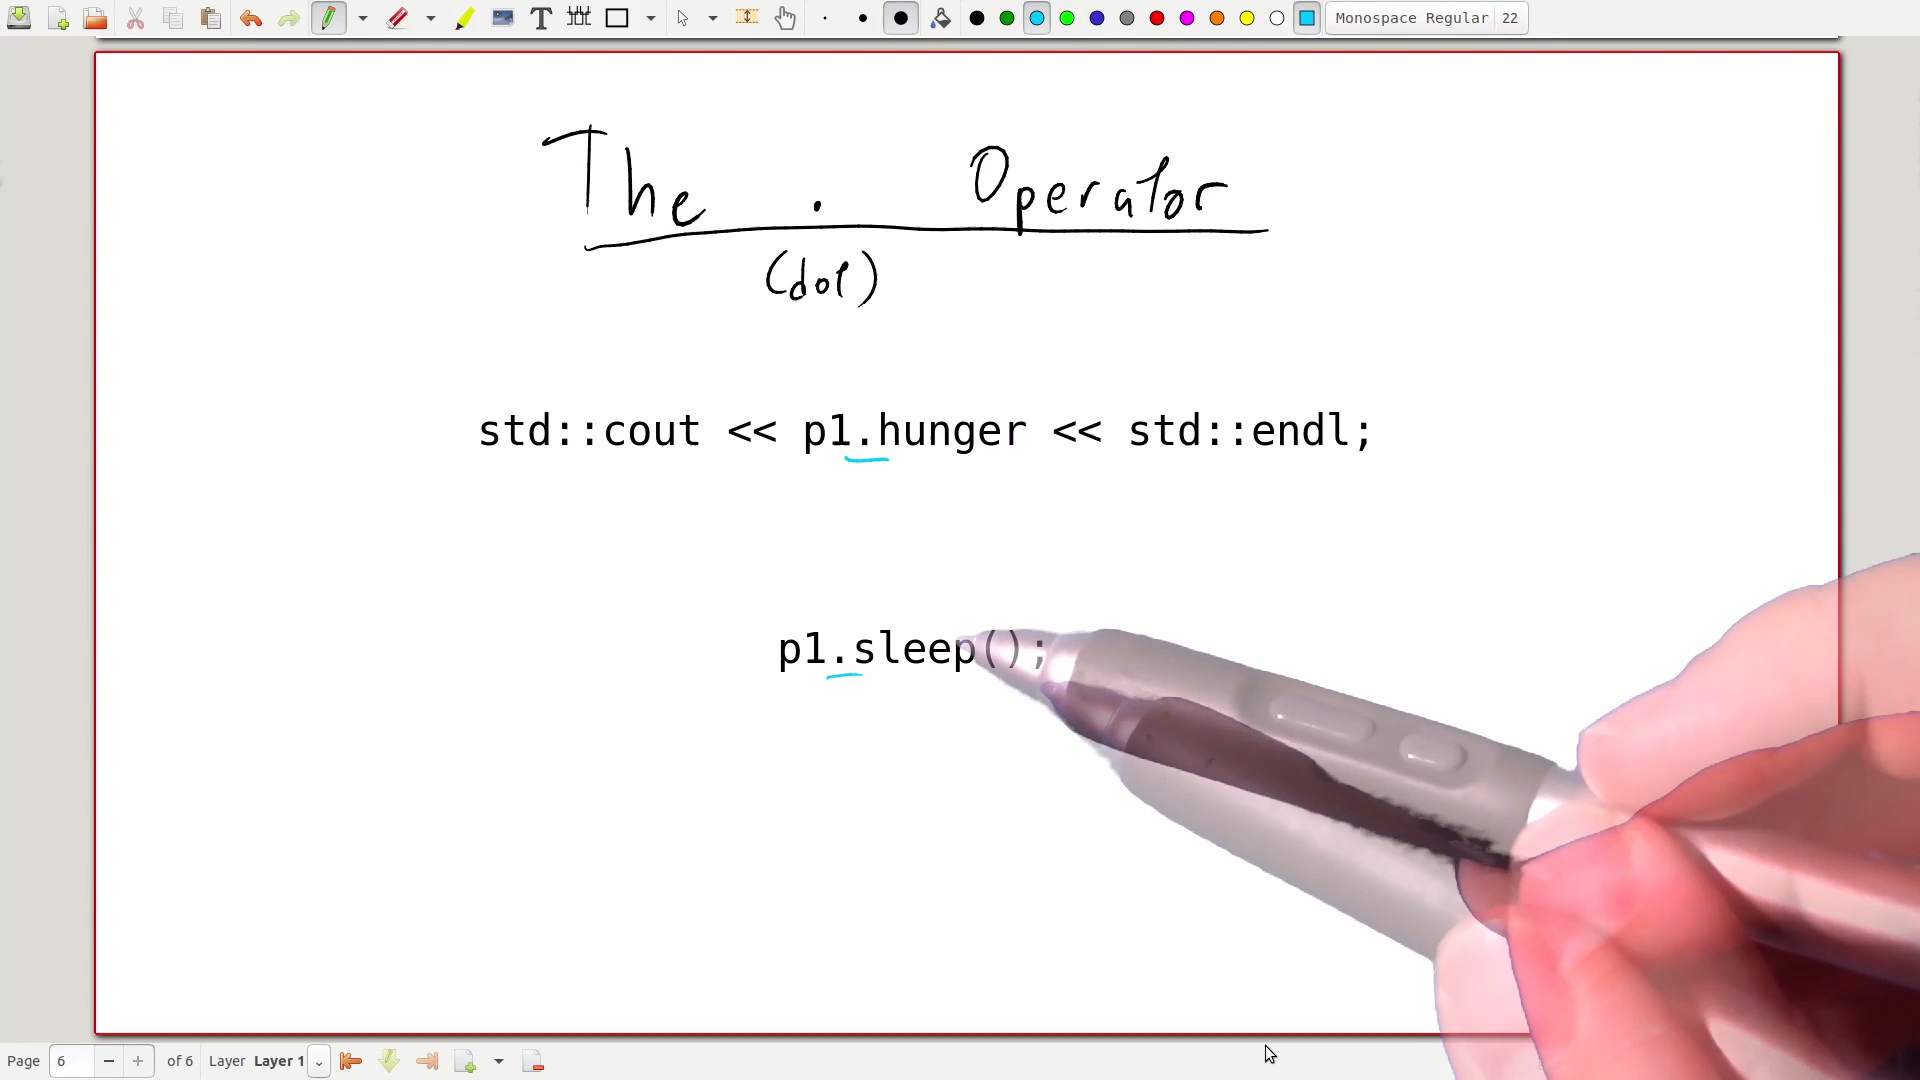 Monospace Regular 22
The . Operator
(dot)
std::cout << p1.hunger << std::endl;
p1.sleep();
Page 6 of 6 Layer Layer 1